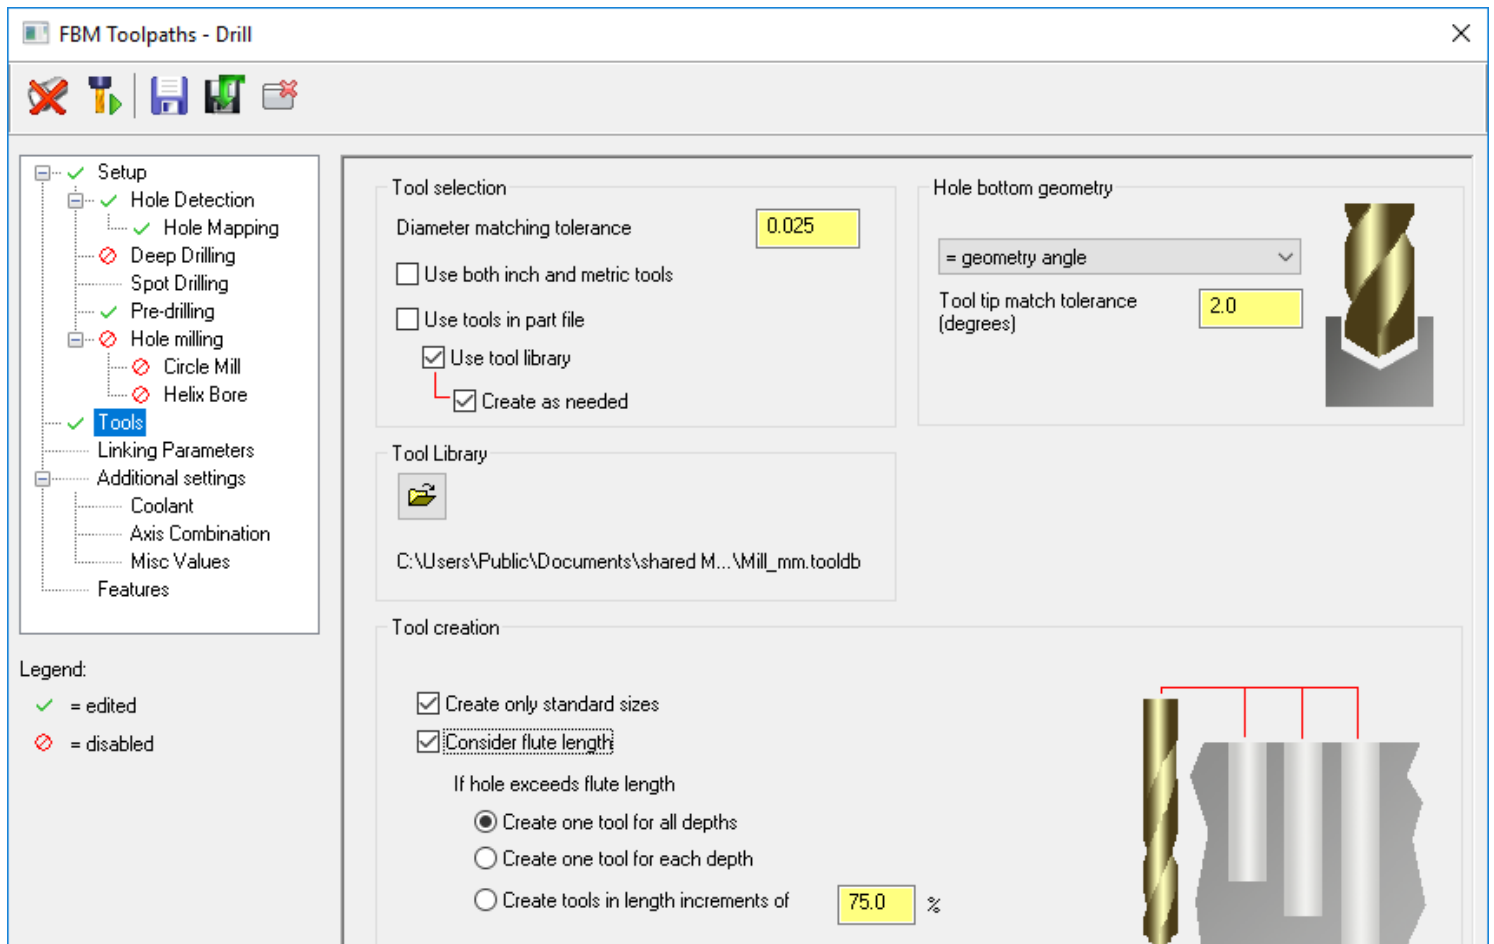 FBM Toolpaths - Drill
Setup
Hole Detection
Hole Mapping
Deep Drilling
Spot Drilling
Pre-drilling
Hole milling
Circle Mill
Helix Bore
Tools
Linking Parameters
Additional settings
Coolant
Axis Combination
Misc Values
Features
Legend:
= edited
= disabled
Tool selection
Diameter matching tolerance 0.025
Use both inch and metric tools
Use tools in part file
Use tool library
Create as needed
Hole bottom geometry
= geometry angle
Tool tip match tolerance
(degrees)
2.0
Tool Library
C:\Users\Public\Documents\shared M...\Mill_mm.tooldb
Tool creation
Create only standard sizes
Consider flute length
If hole exceeds flute length
Create one tool for all depths
Create one tool for each depth
Create tools in length increments of 75.0 %